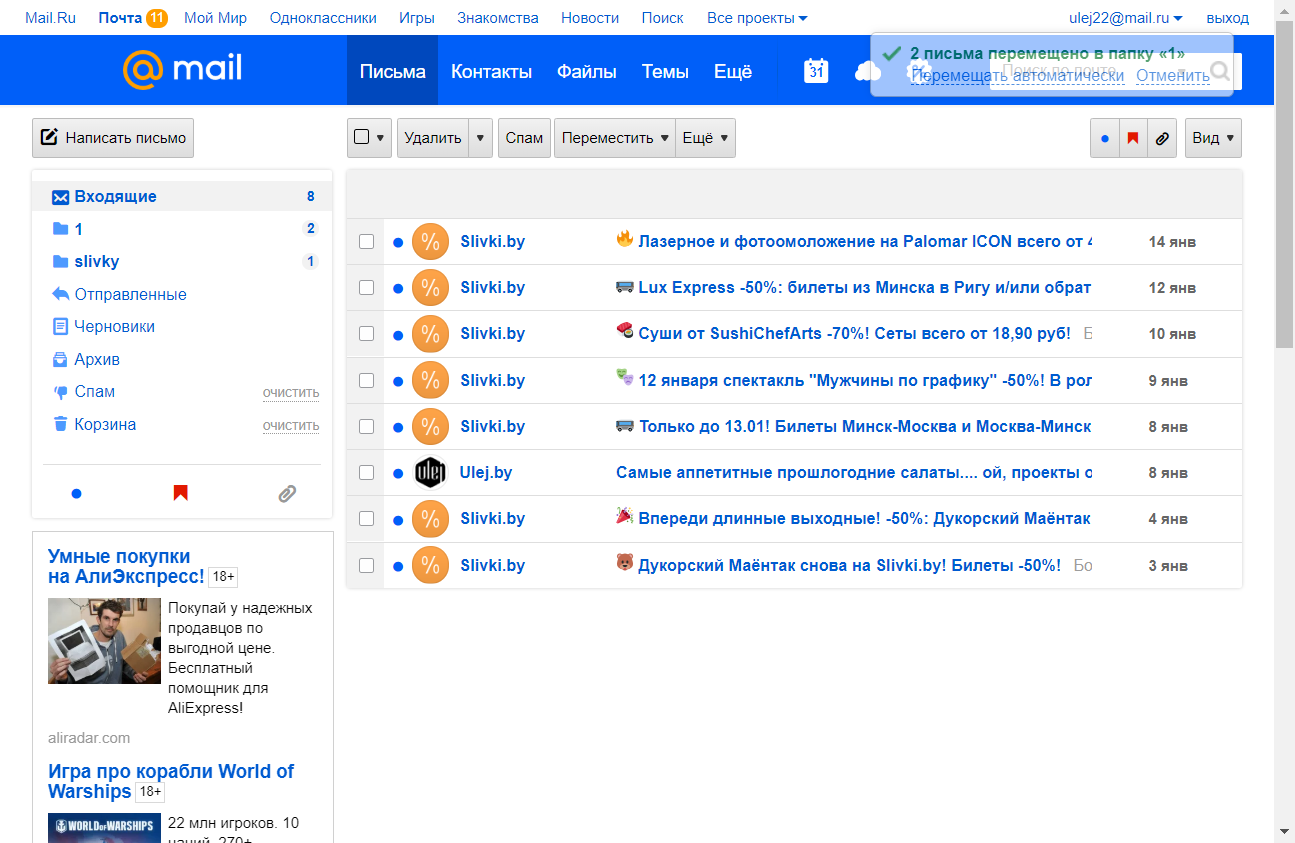 Mail.Ru Почта 11 Мой Мир Одноклассники Игры Знакомства Новости Поиск Все проекты ulej22@mail.ru выход
@mail Письма Контакты Файлы Темы Ещё 31 Поиск по почте
2 письма перемещено в папку «1»
Перемещать автоматически Отменить
Написать письмо Удалить Спам Переместить Ещё Вид
Входящие 8
1 2
slivky 1
Отправленные
Черновики
Архив
Спам очистить
Корзина очистить
% Slivki.by Лазерное и фотоомоложение на Palomar ICON всего от 4 14 янв
% Slivki.by Lux Express -50%: билеты из Минска в Ригу и/или обрат 12 янв
% Slivki.by Суши от SushiChefArts -70%! Сеты всего от 18,90 руб! Б 10 янв
% Slivki.by 12 января спектакль "Мужчины по графику" -50%! В рол 9 янв
% Slivki.by Только до 13.01! Билеты Минск-Москва и Москва-Минск 8 янв
ulej Ulej.by Самые аппетитные прошлогодние салаты.... ой, проекты о 8 янв
% Slivki.by Впереди длинные выходные! -50%: Дукорский Маёнтак 4 янв
% Slivki.by Дукорский Маёнтак снова на Slivki.by! Билеты -50%! Бо 3 янв
Умные покупки
на АлиЭкспресс! 18+
Покупай у надежных
продавцов по
выгодной цене.
Бесплатный
помощник для
AliExpress!
aliradar.com
Игра про корабли World of
Warships 18+
WORLD OF WARSHIPS
22 млн игроков. 10
наций, 270+